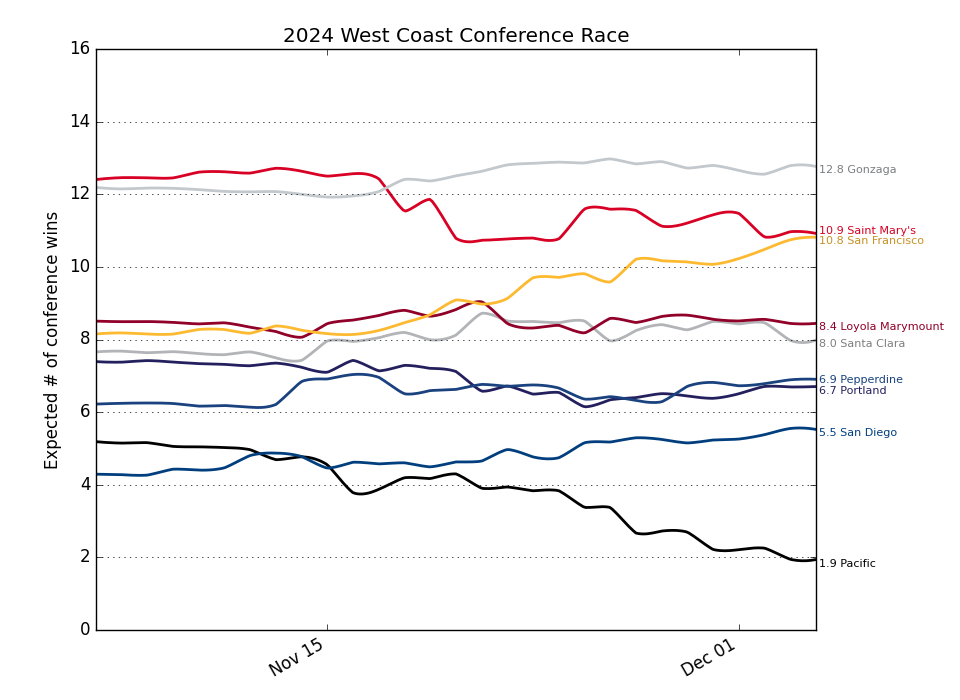 2024 West Coast Conference Race
Expected # of conference wins
16
14
12
10
8
6
4
2
0
Nov 15
Dec 01
12.8 Gonzaga
10.9 Saint Mary's
10.8 San Francisco
8.4 Loyola Marymount
8.0 Santa Clara
6.9 Pepperdine
6.7 Portland
5.5 San Diego
1.9 Pacific